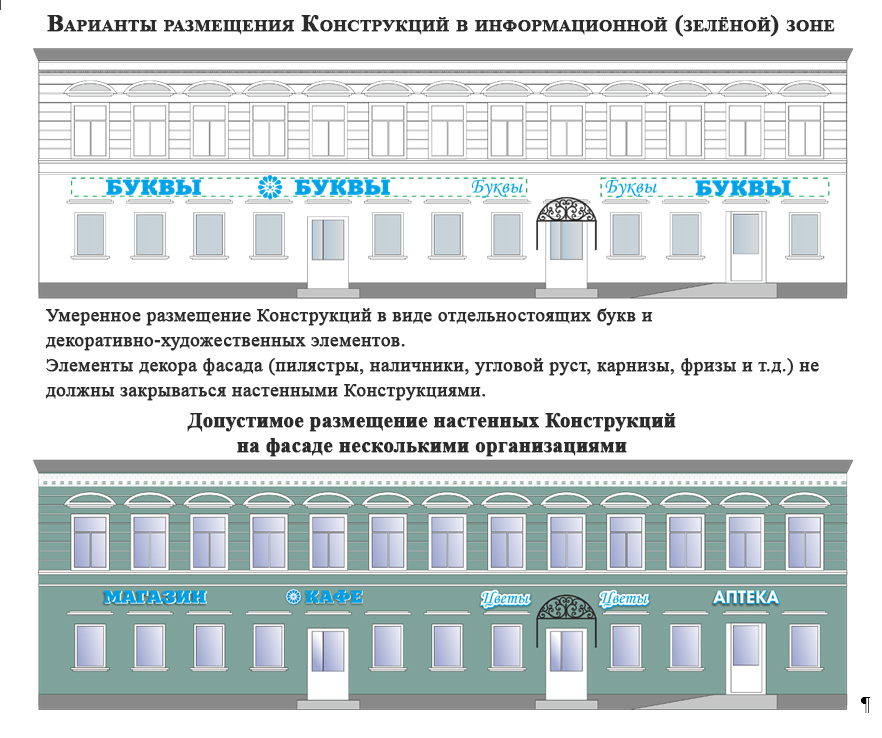 Варианты размещения Конструкций в информационной (зелёной) зоне
БУКВЫ БУКВЫ Буквы Буквы БУКВЫ
Умеренное размещение Конструкций в виде отдельностоящих букв и
декоративно-художественных элементов.
Элементы декора фасада (пилястры, наличники, угловой руст, карнизы, фризы и т.д.) не
должны закрываться настенными Конструкциями.
Допустимое размещение настенных Конструкций
на фасаде несколькими организациями
МАГАЗИН КАФЕ Цветы Цветы АПТЕКА
¶